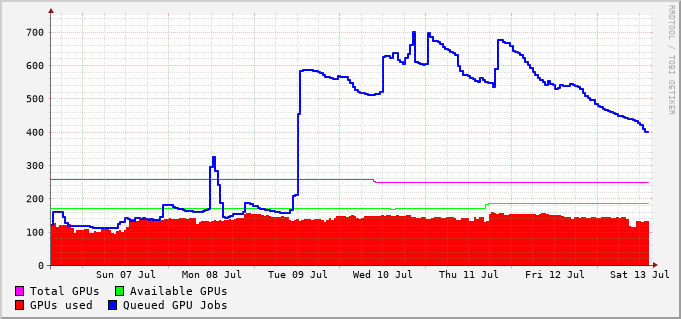 RRDTOOL / TOBI OETIKER
700
600
500
400
300
200
100
0
Sun 07 Jul Mon 08 Jul Tue 09 Jul Wed 10 Jul Thu 11 Jul Fri 12 Jul Sat 13 Jul
Total GPUs Available GPUs
GPUs used Queued GPU Jobs